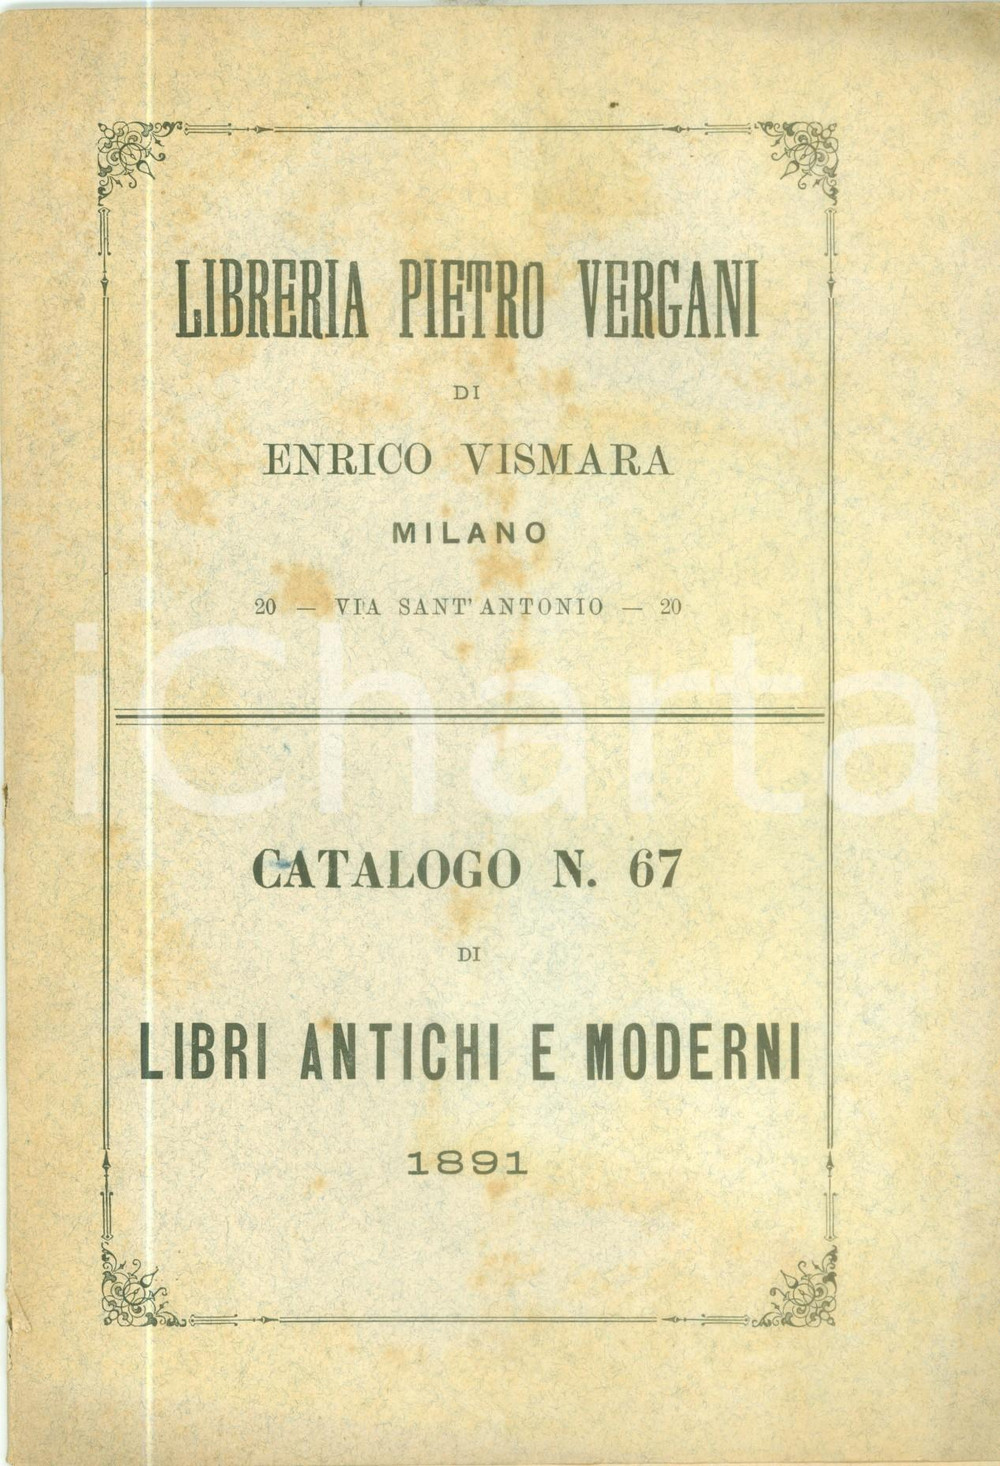 LIBRERIA PIETRO VERGANI
DI
ENRICO VISMARA
MILANO
20 — VIA SANT'ANTONIO — 20
iCharta
CATALOGO N. 67
DI
LIBRI ANTICHI E MODERNI
1891